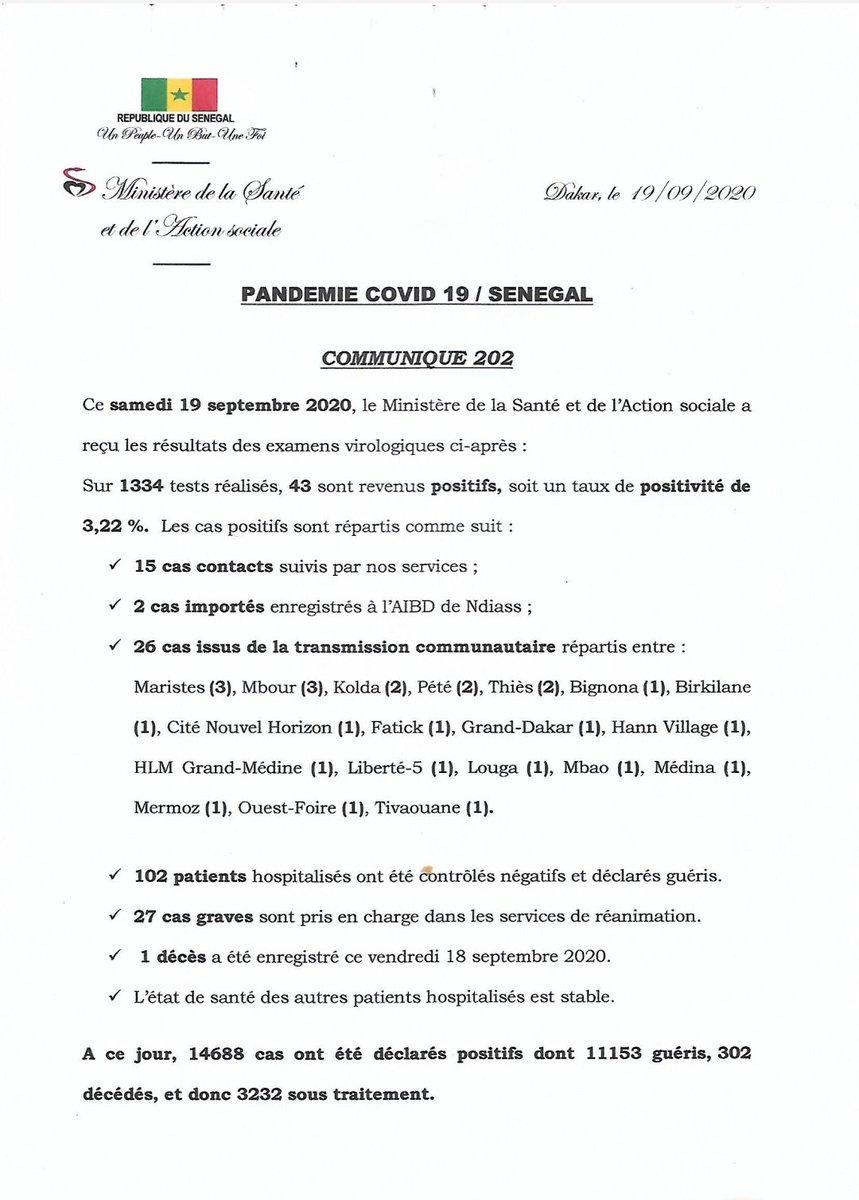 REPUBLIQUE DU SENEGAL
Un Peuple-Un But-Une Foi
Ministère de la Santé
et de l'Action sociale
Dakar, le 19/09/2020
PANDEMIE COVID 19 / SENEGAL
COMMUNIQUE 202
Ce samedi 19 septembre 2020, le Ministère de la Santé et de l'Action sociale a
reçu les résultats des examens virologiques ci-après :
Sur 1334 tests réalisés, 43 sont revenus positifs, soit un taux de positivité de
3,22 %. Les cas positifs sont répartis comme suit :
✓ 15 cas contacts suivis par nos services ;
✓ 2 cas importés enregistrés à l'AIBD de Ndiass ;
✓ 26 cas issus de la transmission communautaire répartis entre :
Maristes (3), Mbour (3), Kolda (2), Pété (2), Thiès (2), Bignona (1), Birkilane
(1), Cité Nouvel Horizon (1), Fatick (1), Grand-Dakar (1), Hann Village (1),
HLM Grand-Médine (1), Liberté-5 (1), Louga (1), Mbao (1), Médina (1),
Mermoz (1), Ouest-Foire (1), Tivaouane (1).
✓ 102 patients hospitalisés ont été contrôlés négatifs et déclarés guéris.
✓ 27 cas graves sont pris en charge dans les services de réanimation.
✓ 1 décès a été enregistré ce vendredi 18 septembre 2020.
✓ L'état de santé des autres patients hospitalisés est stable.
A ce jour, 14688 cas ont été déclarés positifs dont 11153 guéris, 302
décédés, et donc 3232 sous traitement.